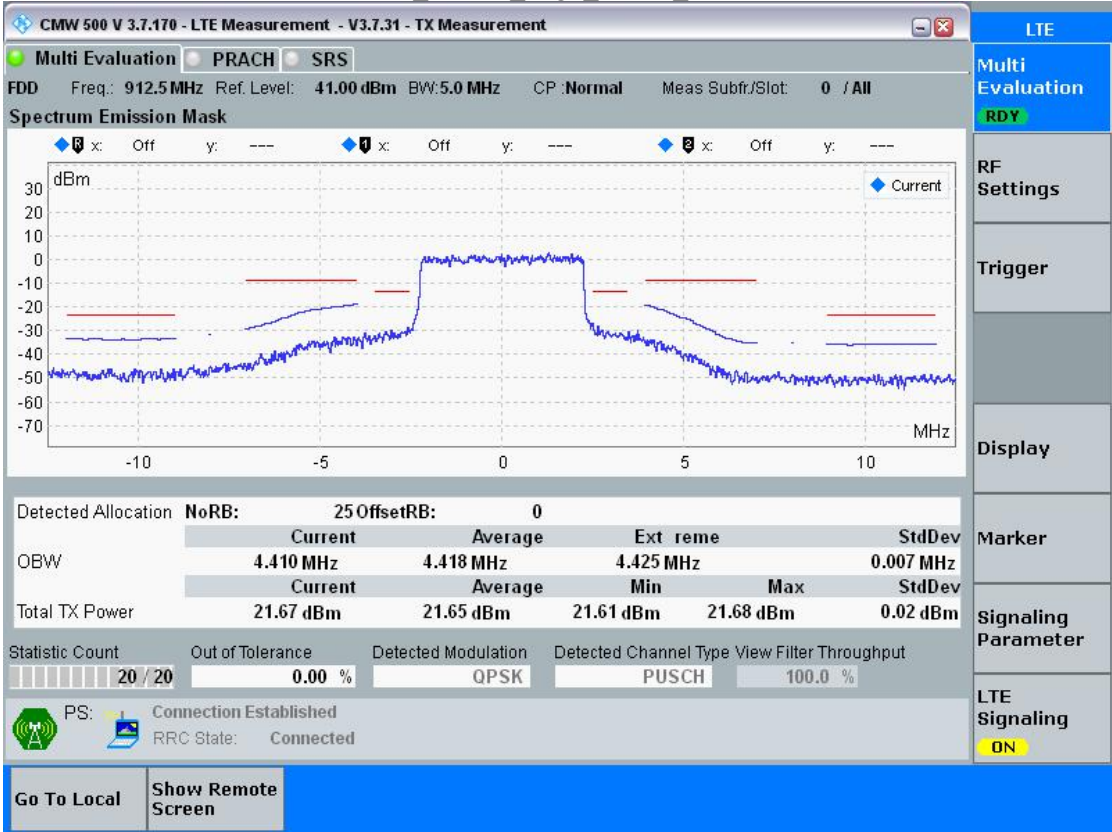 CMW 500 V 3.7.170 - LTE Measurement - V3.7.31 - TX Measurement
LTE
Multi Evaluation PRACH SRS
FDD Freq.: 912.5 MHz Ref. Level: 41.00 dBm BW:5.0 MHz CP :Normal Meas Subfr./Slot: 0 / All
Spectrum Emission Mask
R x: Off y: --- 1 x: Off y: --- 2 x: Off y: ---
dBm
Current
30
20
10
0
-10
-20
-30
-40
-50
-60
-70
MHz
-10 -5 0 5 10
Detected Allocation NoRB: 25 OffsetRB: 0
Current Average Ext reme StdDev
OBW 4.410 MHz 4.418 MHz 4.425 MHz 0.007 MHz
Current Average Min Max StdDev
Total TX Power 21.67 dBm 21.65 dBm 21.61 dBm 21.68 dBm 0.02 dBm
Statistic Count Out of Tolerance Detected Modulation Detected Channel Type View Filter Throughput
20 / 20 0.00 % QPSK PUSCH 100.0 %
PS: Connection Established
RRC State: Connected
Multi
Evaluation
RDY
RF
Settings
Trigger
Display
Marker
Signaling
Parameter
LTE
Signaling
ON
Go To Local
Show Remote
Screen